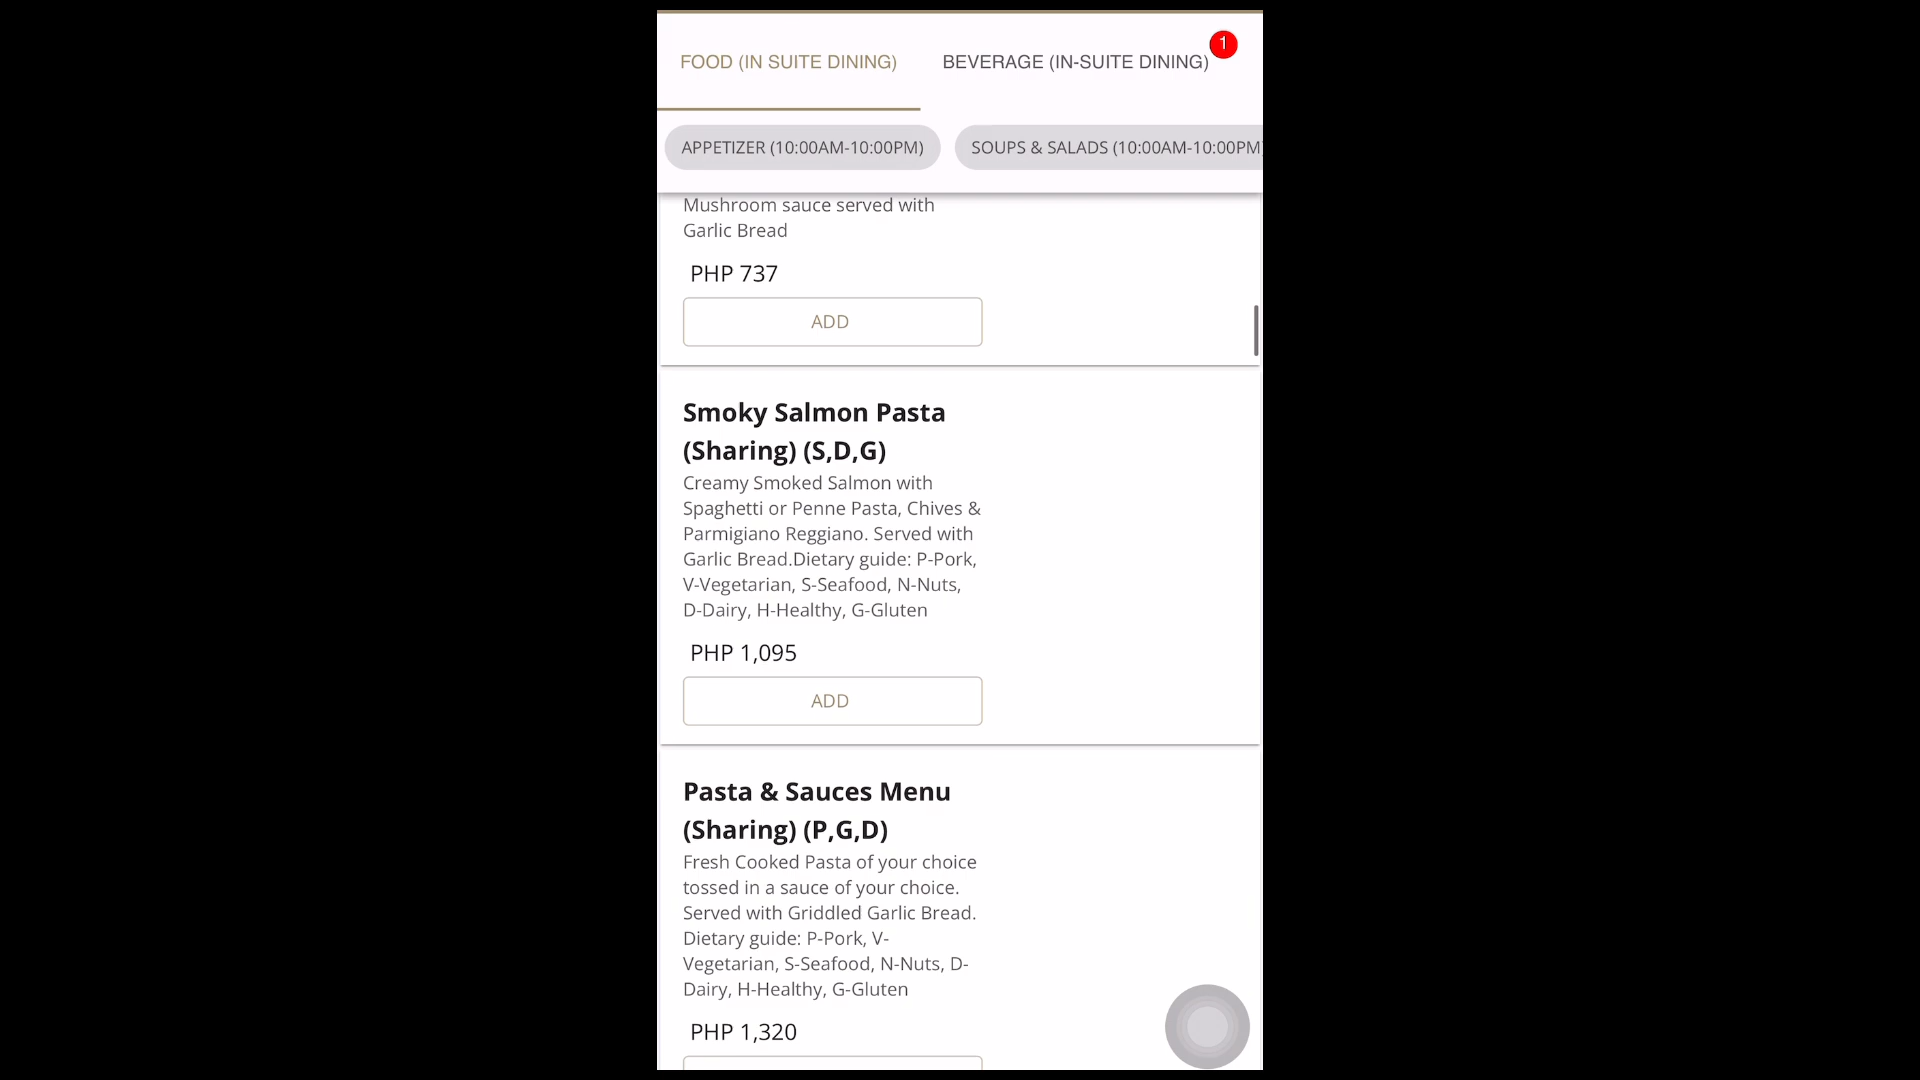 FOOD (IN SUITE DINING)
BEVERAGE (IN-SUITE DINING)
1
APPETIZER (10:00AM-10:00PM)
SOUPS & SALADS (10:00AM-10:00PM)
Mushroom sauce served with
Garlic Bread
PHP 737
ADD
Smoky Salmon Pasta
(Sharing) (S,D,G)
Creamy Smoked Salmon with
Spaghetti or Penne Pasta, Chives &
Parmigiano Reggiano. Served with
Garlic Bread.Dietary guide: P-Pork,
V-Vegetarian, S-Seafood, N-Nuts,
D-Dairy, H-Healthy, G-Gluten
PHP 1,095
ADD
Pasta & Sauces Menu
(Sharing) (P,G,D)
Fresh Cooked Pasta of your choice
tossed in a sauce of your choice.
Served with Griddled Garlic Bread.
Dietary guide: P-Pork, V-
Vegetarian, S-Seafood, N-Nuts, D-
Dairy, H-Healthy, G-Gluten
PHP 1,320